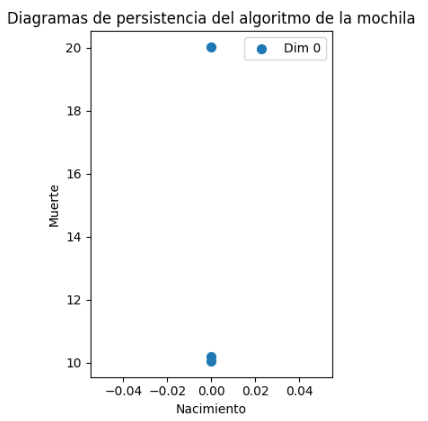 Diagramas de persistencia del algoritmo de la mochila
Dim 0
20
18
16
14
12
10
Muerte
−0.04 −0.02 0.00 0.02 0.04
Nacimiento